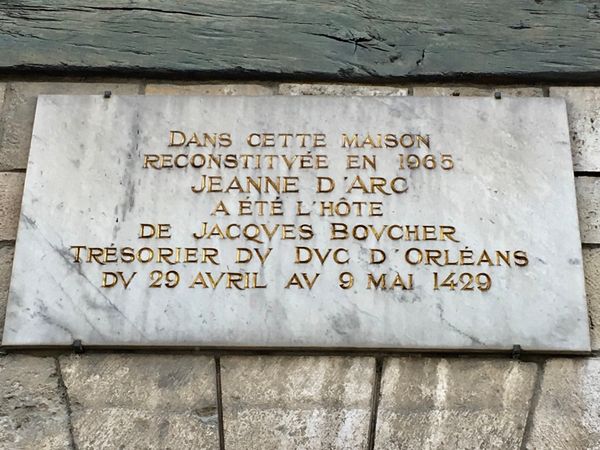 DANS CETTE MAISON
RECONSTITVÉE EN 1965
JEANNE D'ARC
A ÉTÉ L'HÔTE
DE JACQVES BOVCHER
TRÉSORIER DV DVC D'ORLÉANS
DV 29 AVRIL AV 9 MAI 1429